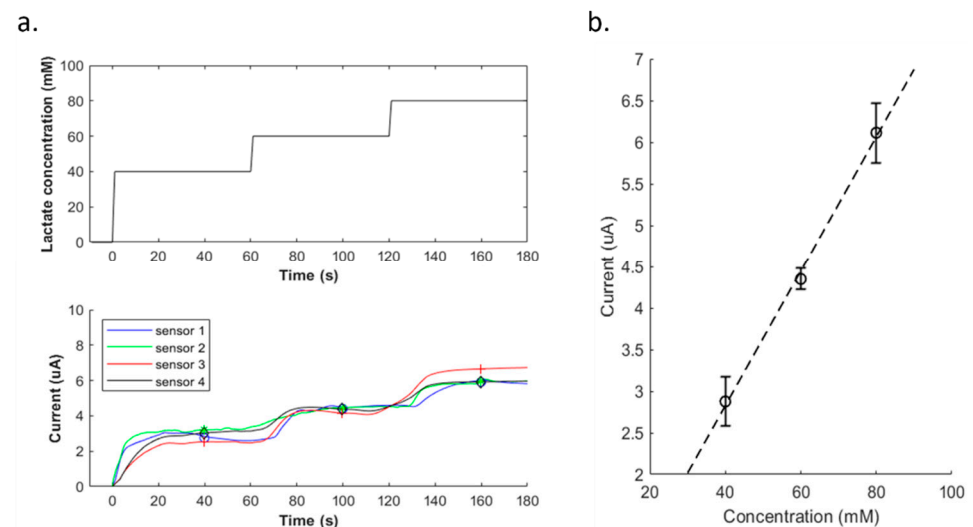 a.
b.
100
80
60
40
20
0
Lactate concentration (mM)
0 20 40 60 80 100 120 140 160 180
Time (s)
10
8
6
4
2
0
Current (uA)
sensor 1
sensor 2
sensor 3
sensor 4
0 20 40 60 80 100 120 140 160 180
Time (s)
7
6.5
6
5.5
5
4.5
4
3.5
3
2.5
2
Current (uA)
20 40 60 80 100
Concentration (mM)